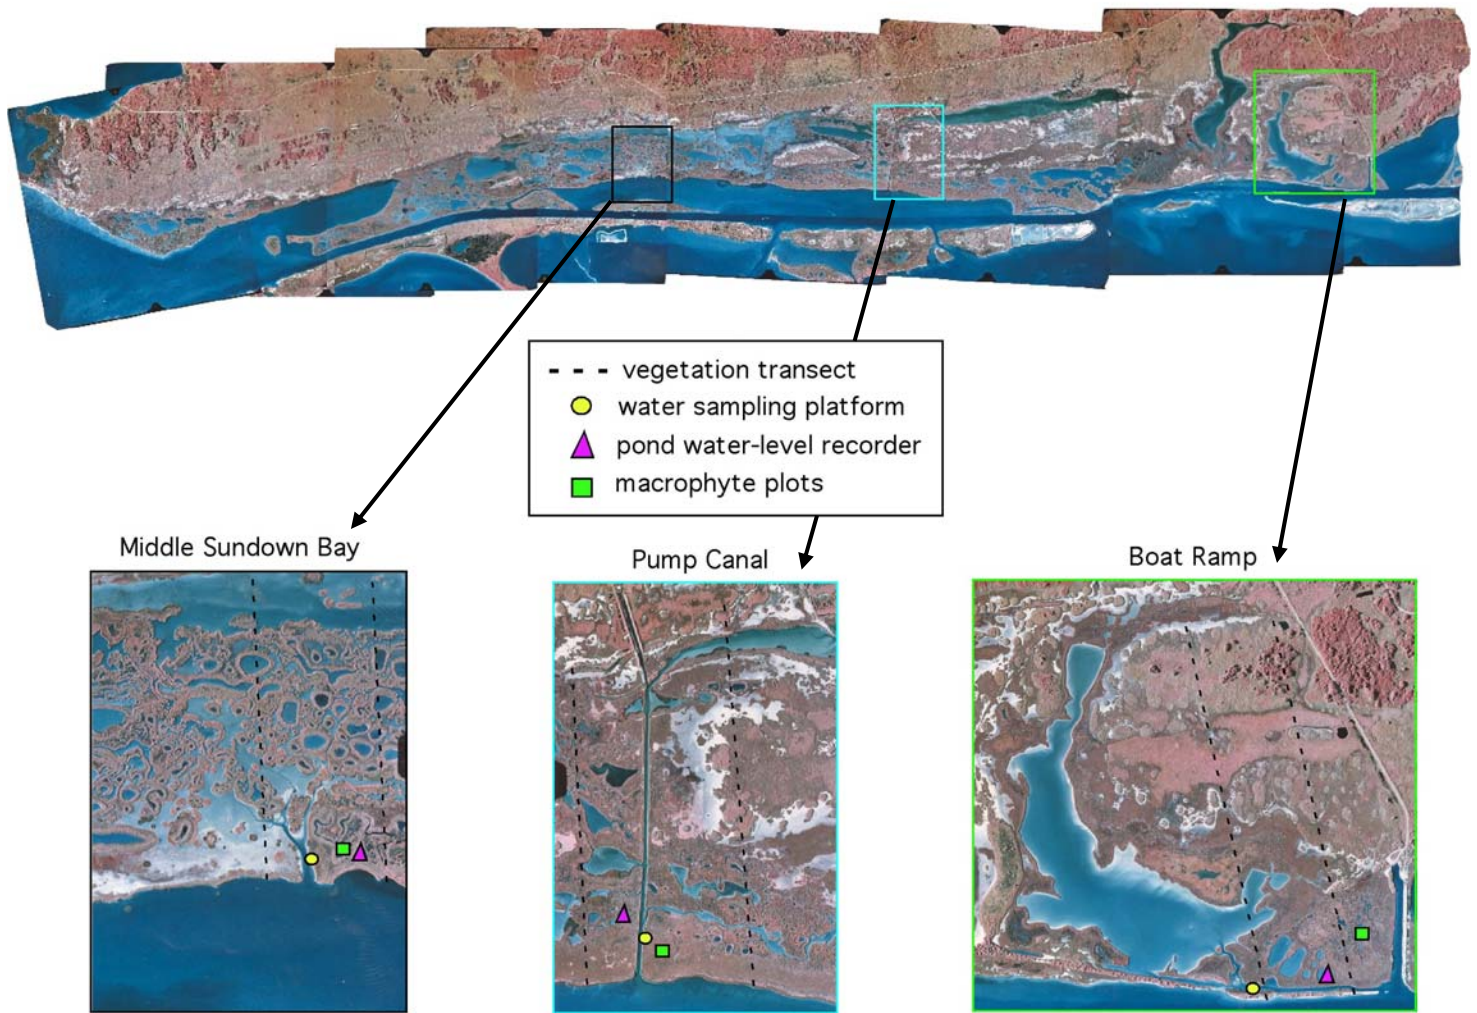 vegetation transect
water sampling platform
pond water-level recorder
macrophyte plots
Middle Sundown Bay
Pump Canal
Boat Ramp